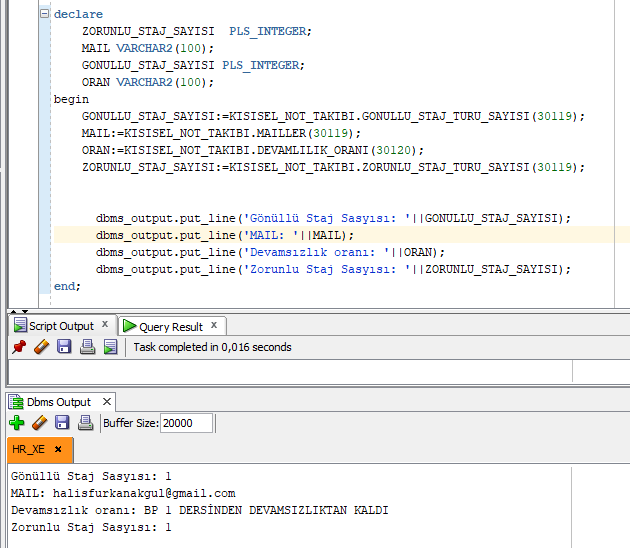 declare
ZORUNLU_STAJ_SAYISI PLS_INTEGER;
MAIL VARCHAR2(100);
GONULLU_STAJ_SAYISI PLS_INTEGER;
ORAN VARCHAR2(100);
begin
GONULLU_STAJ_SAYISI:=KISISEL_NOT_TAKIBI.GONULLU_STAJ_TURU_SAYISI(30119);
MAIL:=KISISEL_NOT_TAKIBI.MAILLER(30119);
ORAN:=KISISEL_NOT_TAKIBI.DEVAMLILIK_ORANI(30120);
ZORUNLU_STAJ_SAYISI:=KISISEL_NOT_TAKIBI.ZORUNLU_STAJ_TURU_SAYISI(30119);
dbms_output.put_line('Gönüllü Staj Sasyısı: '||GONULLU_STAJ_SAYISI);
dbms_output.put_line('MAIL: '||MAIL);
dbms_output.put_line('Devamsızlık oranı: '||ORAN);
dbms_output.put_line('Zorunlu Staj Sasyısı: '||ZORUNLU_STAJ_SAYISI);
end;
Script Output x Query Result x
Task completed in 0,016 seconds
Dbms Output x
Buffer Size: 20000
HR_XE x
Gönüllü Staj Sasyısı: 1
MAIL: halisfurkanakgul@gmail.com
Devamsızlık oranı: BP 1 DERSİNDEN DEVAMSIZLIKTAN KALDI
Zorunlu Staj Sasyısı: 1